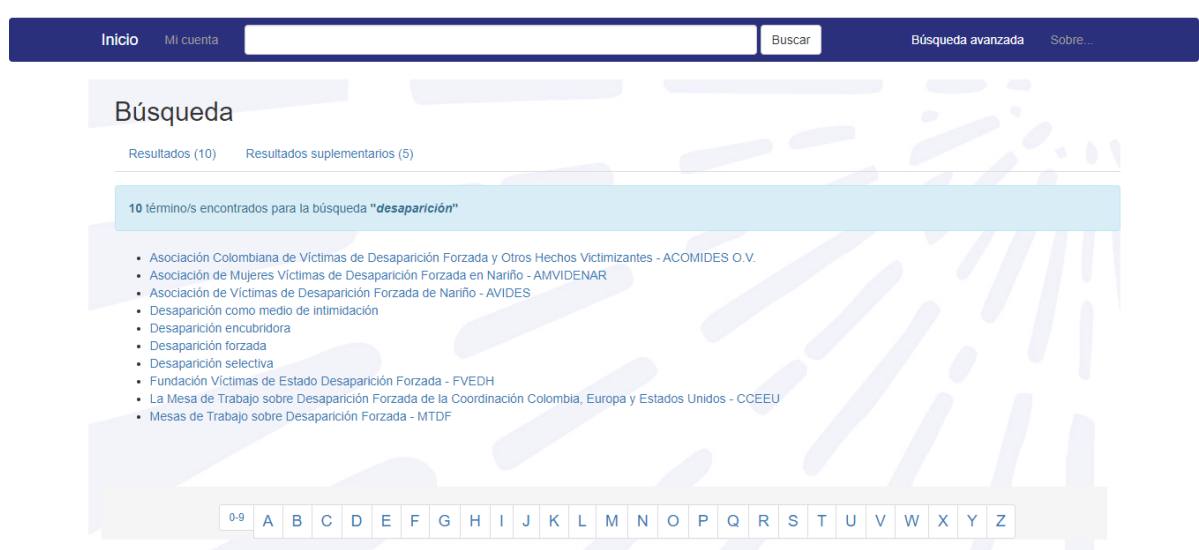 Inicio Mi cuenta Buscar Búsqueda avanzada Sobre...
Búsqueda
Resultados (10) Resultados suplementarios (5)
10 término/s encontrados para la búsqueda "desaparición"
Asociación Colombiana de Víctimas de Desaparición Forzada y Otros Hechos Victimizantes - ACOMIDES O.V.
Asociación de Mujeres Víctimas de Desaparición Forzada en Nariño - AMVIDENAR
Asociación de Víctimas de Desaparición Forzada de Nariño - AVIDES
Desaparición como medio de intimidación
Desaparición encubridora
Desaparición forzada
Desaparición selectiva
Fundación Víctimas de Estado Desaparición Forzada - FVEDH
La Mesa de Trabajo sobre Desaparición Forzada de la Coordinación Colombia, Europa y Estados Unidos - CCEEU
Mesas de Trabajo sobre Desaparición Forzada - MTDF
0-9 A B C D E F G H I J K L M N O P Q R S T U V W X Y Z